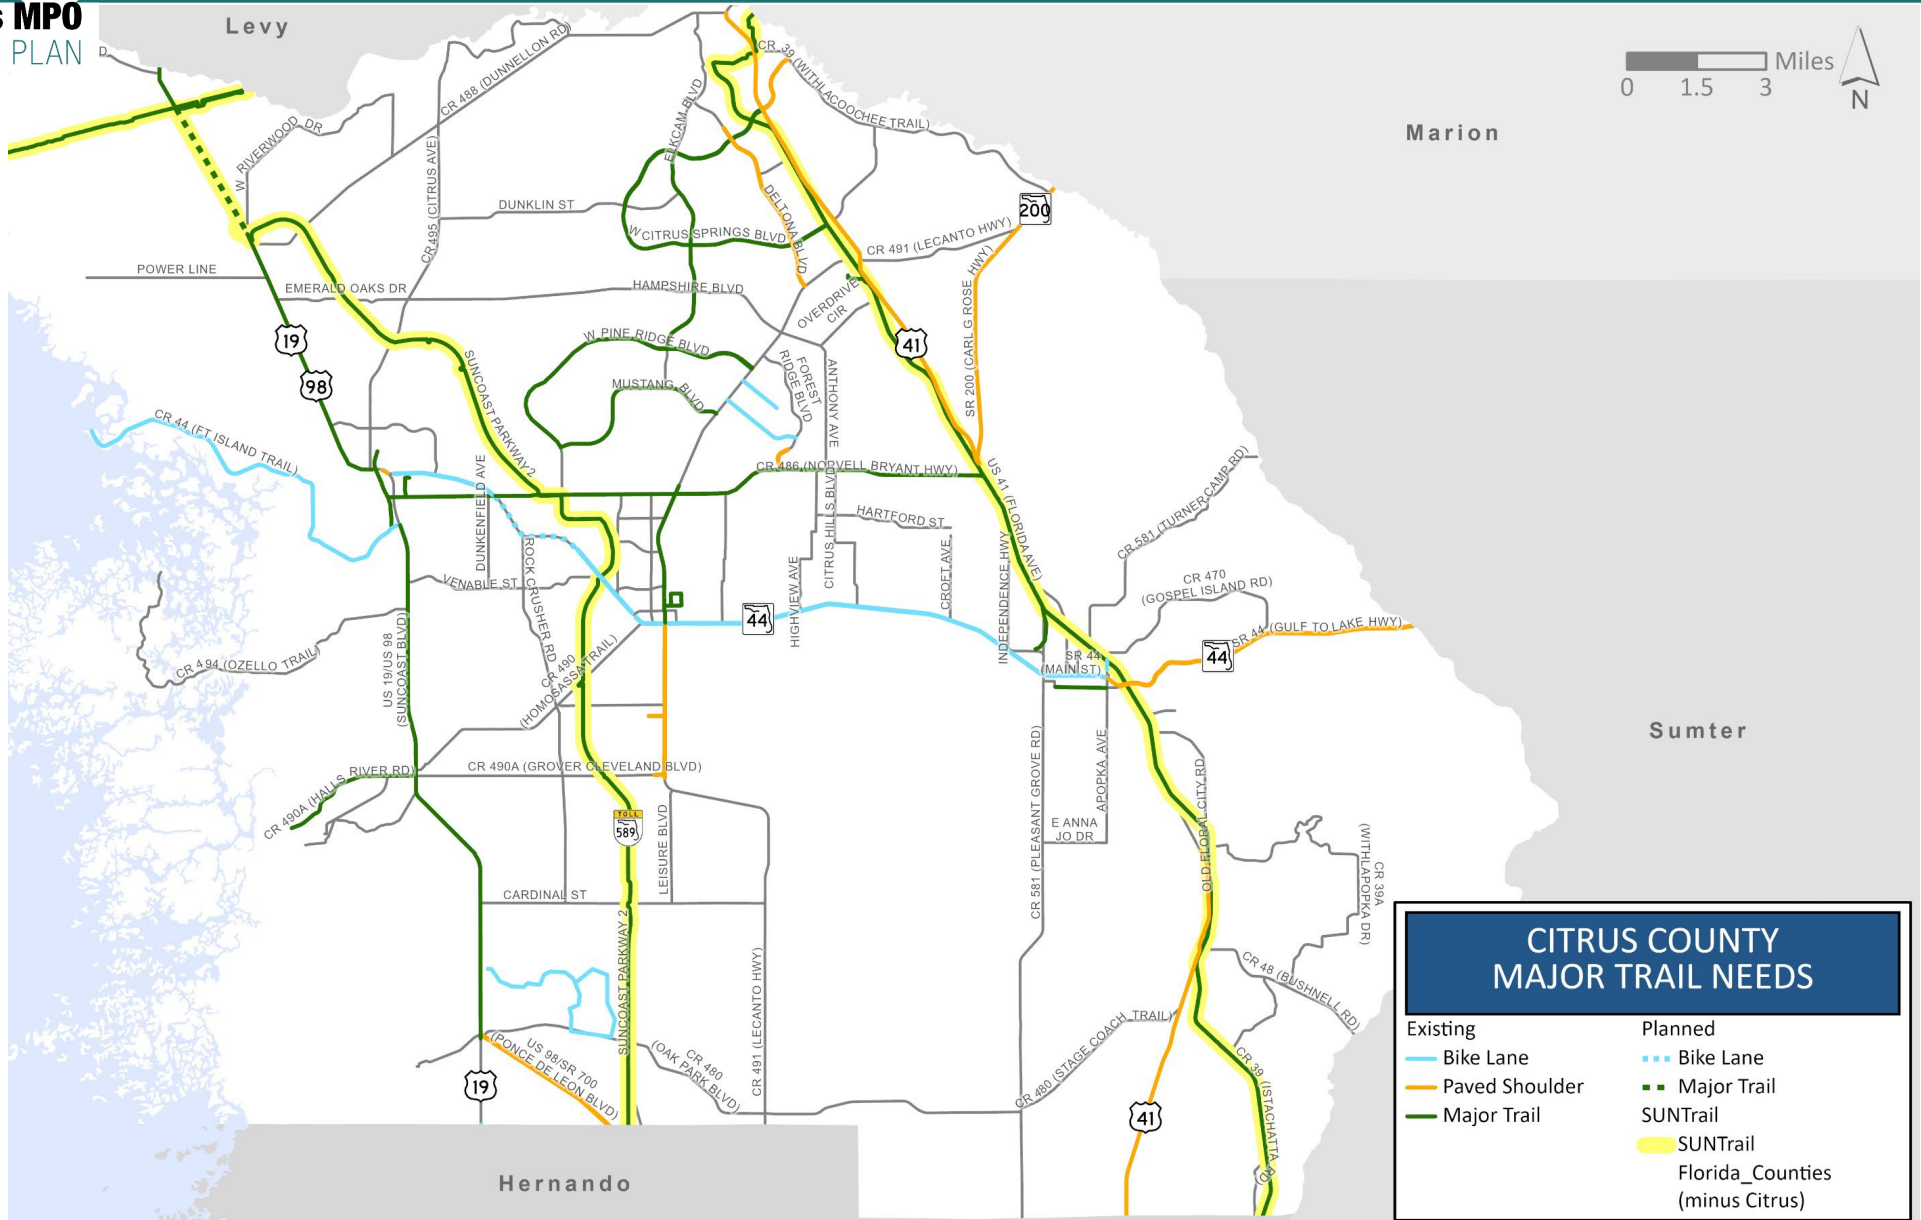 MPO
PLAN
Levy
D
CR 488 (DUNNELLON RD)
CR 39 (WITHLACOOCHEE TRAIL)
Miles
0 1.5 3
N
Marion
W RIVERWOOD DR
CR 495 (CITRUS AVE)
ELKCAM BLVD
DUNKLIN ST
DELTONA BLVD
200
W CITRUS SPRINGS BLVD
CR 491 (LECANTO HWY)
POWER LINE
EMERALD OAKS DR
HAMPSHIRE BLVD
OVERDRIVE
CIR
SR 200 (CARL G ROSE HWY)
19
98
41
W PINE RIDGE BLVD
MUSTANG BLVD
FOREST
RIDGE BLVD
ANTHONY AVE
SUNCOAST PARKWAY 2
CR 44 (FT ISLAND TRAIL)
CR 486 (NORVELL BRYANT HWY)
US 41 (FLORIDA AVE)
CR 581 (TURNER CAMP RD)
DUNKENFIELD AVE
ROCK CRUSHER RD
VENABLE ST
HARTFORD ST
CITRUS HILLS BLVD
HIGHVIEW AVE
CROFT AVE
INDEPENDENCE HWY
CR 470
(GOSPEL ISLAND RD)
44
SR 44 (GULF TO LAKE HWY)
44
SR 44
(MAIN ST)
CR 494 (OZELLO TRAIL)
US 19/US 98
(SUNCOAST BLVD)
CR 490
(HOMOSASSA TRAIL)
CR 490A (HALLS RIVER RD)
CR 490A (GROVER CLEVELAND BLVD)
TOLL
589
LEISURE BLVD
CR 581 (PLEASANT GROVE RD)
APOPKA AVE
E ANNA
JO DR
OLD FLORAL CITY RD
CR 39A
(WITHLAPOPKA DR)
Sumter
CARDINAL ST
SUNCOAST PARKWAY 2
CR 491 (LECANTO HWY)
CR 48 (BUSHNELL RD)
US 98/SR 700
(PONCE DE LEON BLVD)
CR 480
(OAK PARK BLVD)
CR 480 (STAGE COACH TRAIL)
CR 39 (ISTACHATTA RD)
19
41
Hernando
CITRUS COUNTY
MAJOR TRAIL NEEDS
Existing
Bike Lane
Paved Shoulder
Major Trail
Planned
Bike Lane
Major Trail
SUNTrail
SUNTrail
Florida_Counties
(minus Citrus)